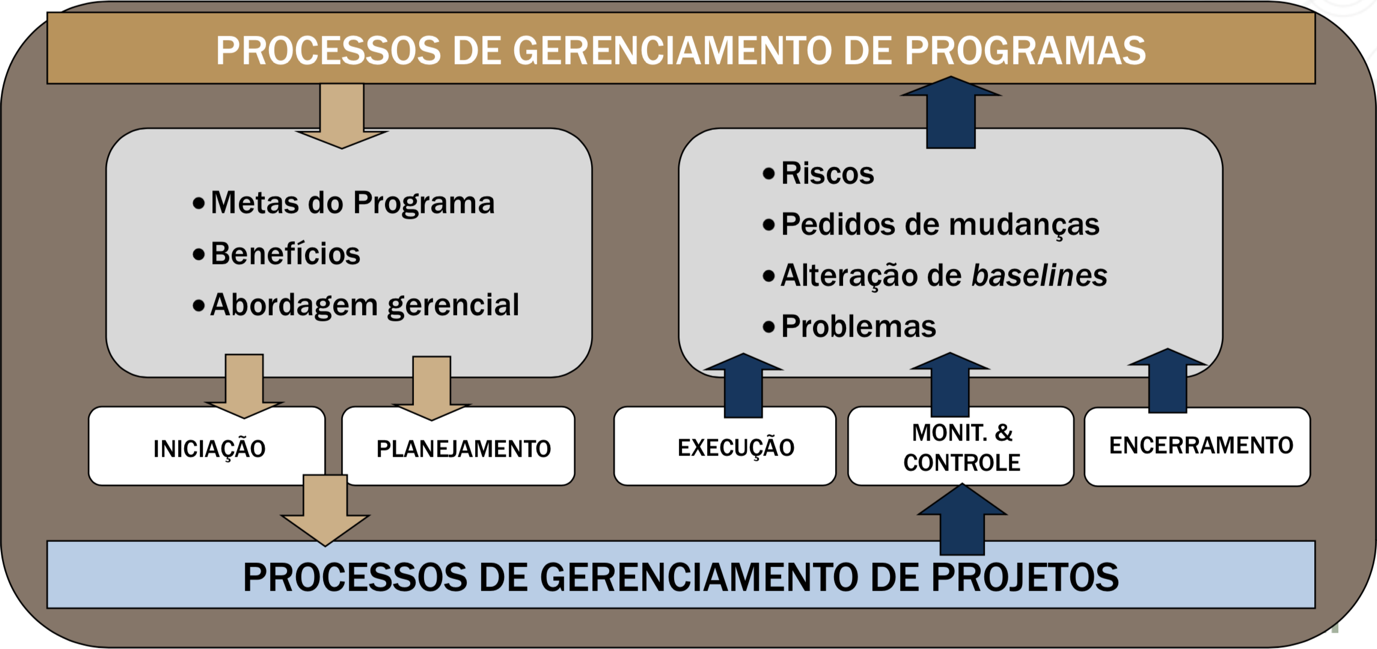 PROCESSOS DE GERENCIAMENTO DE PROGRAMAS
•Metas do Programa
•Benefícios
•Abordagem gerencial
•Riscos
•Pedidos de mudanças
•Alteração de baselines
•Problemas
INICIAÇÃO
PLANEJAMENTO
EXECUÇÃO
MONIT. &
CONTROLE
ENCERRAMENTO
PROCESSOS DE GERENCIAMENTO DE PROJETOS